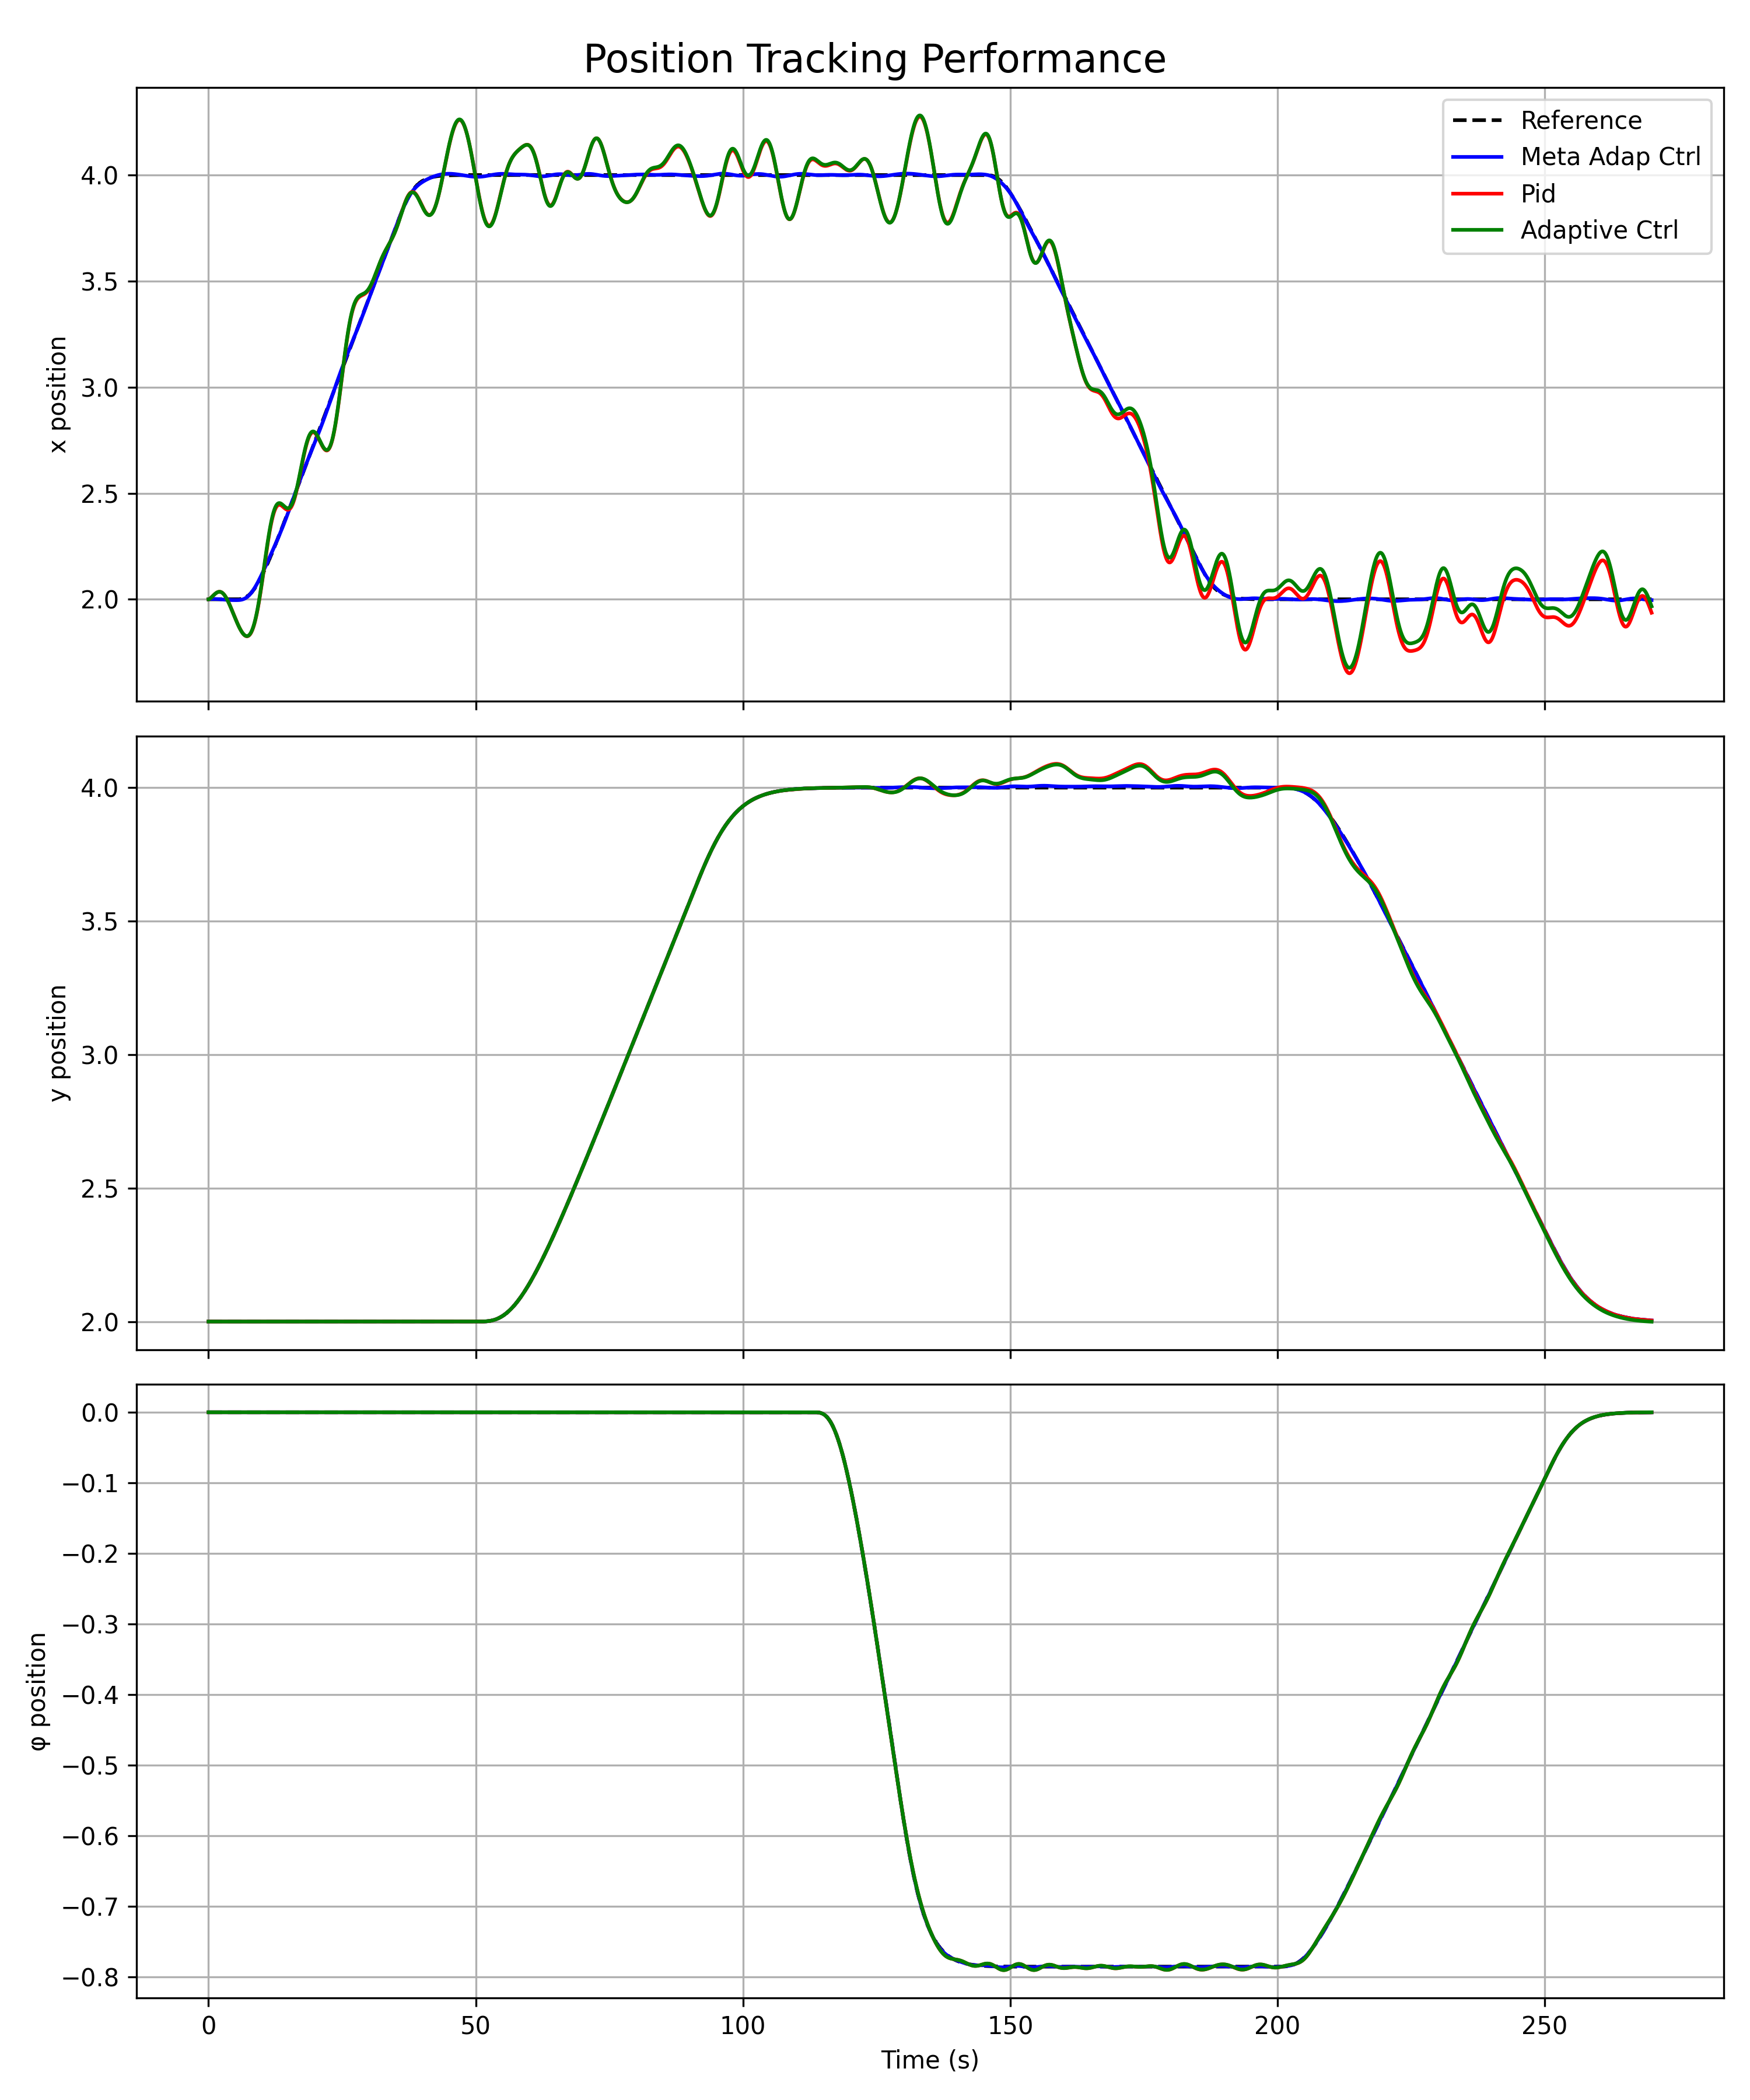 Position Tracking Performance
Reference
Meta Adap Ctrl
Pid
Adaptive Ctrl
4.0
3.5
3.0
2.5
2.0
x position
4.0
3.5
3.0
2.5
2.0
y position
0.0
−0.1
−0.2
−0.3
−0.4
−0.5
−0.6
−0.7
−0.8
φ position
0 50 100 150 200 250
Time (s)